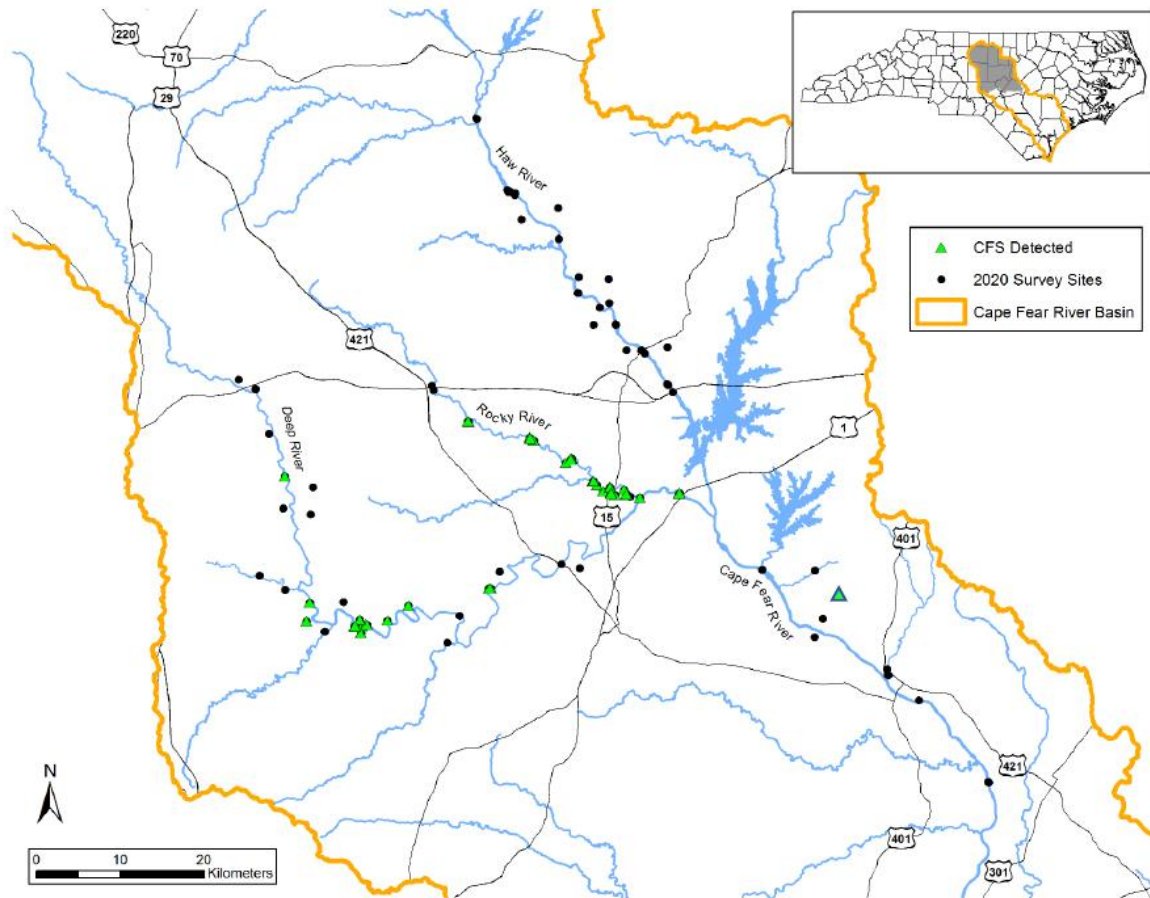 220
70
29
Haw River
CFS Detected
2020 Survey Sites
Cape Fear River Basin
421
Rocky River
Deep River
1
15
401
Cape Fear River
N
421
401
301
0 10 20
Kilometers